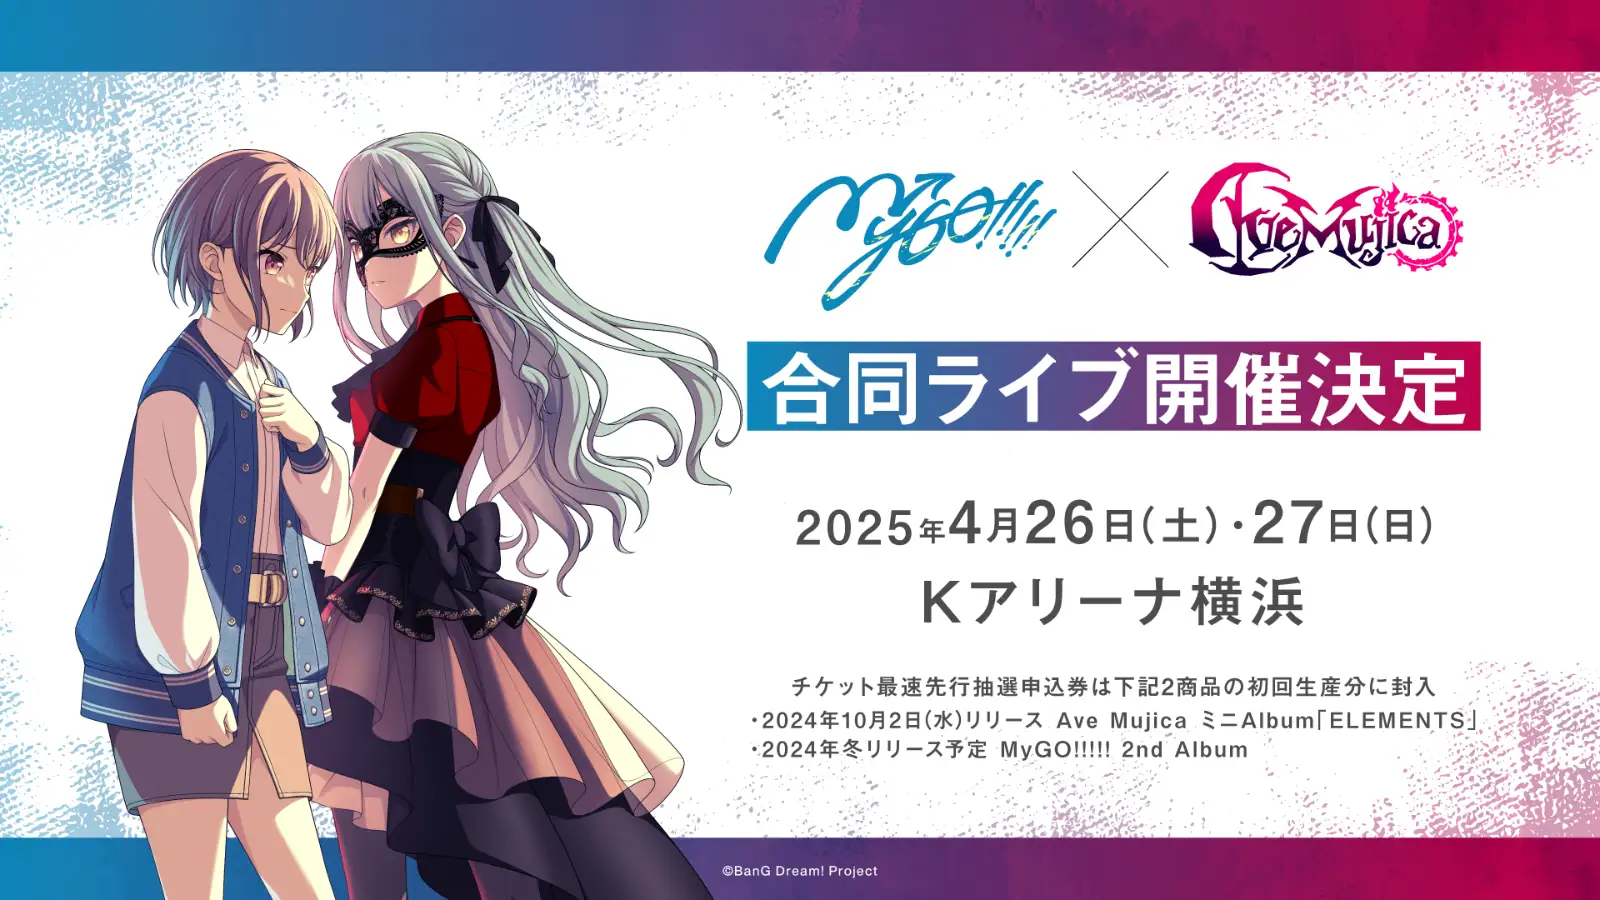 MyGO!!!!! × Ave Mujica
合同ライブ開催決定
2025年4月26日(土)・27日(日)
Kアリーナ横浜
チケット最速先行抽選申込券は下記2商品の初回生産分に封入
・2024年10月2日(水)リリース Ave Mujica ミニAlbum「ELEMENTS」
・2024年冬リリース予定 MyGO!!!!! 2nd Album
©BanG Dream! Project